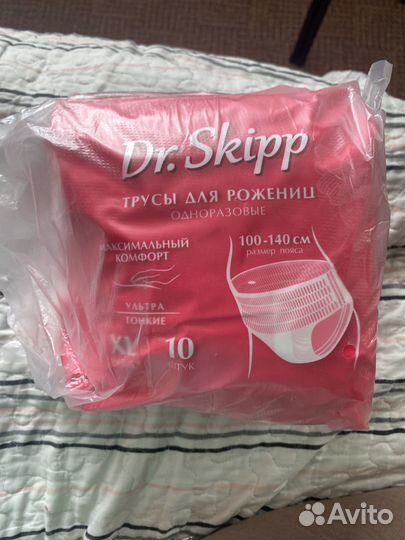 Dr. Skipp
ТРУСЫ ДЛЯ РОЖЕНИЦ
ОДНОРАЗОВЫЕ
МАКСИМАЛЬНЫЙ
КОМФОРТ
100-140 см
размер пояса
УЛЬТРА
ТОНКИЕ
XL
10
ШТУК
Avito